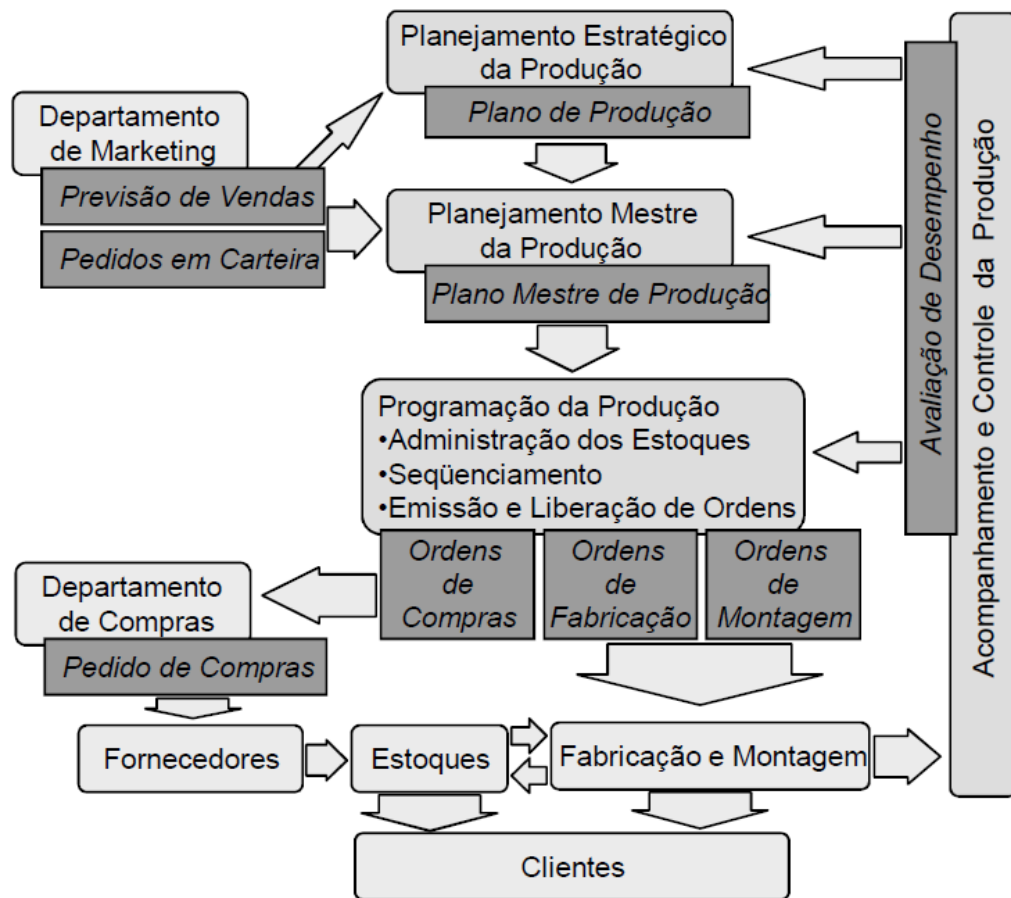 Planejamento Estratégico
da Produção
Plano de Produção
Departamento
de Marketing
Previsão de Vendas
Pedidos em Carteira
Planejamento Mestre
da Produção
Plano Mestre de Produção
Programação da Produção
•Administração dos Estoques
•Seqüenciamento
•Emissão e Liberação de Ordens
Ordens
de
Compras
Ordens
de
Fabricação
Ordens
de
Montagem
Departamento
de Compras
Pedido de Compras
Fornecedores
Estoques
Fabricação e Montagem
Clientes
Avaliação de Desempenho
Acompanhamento e Controle da Produção